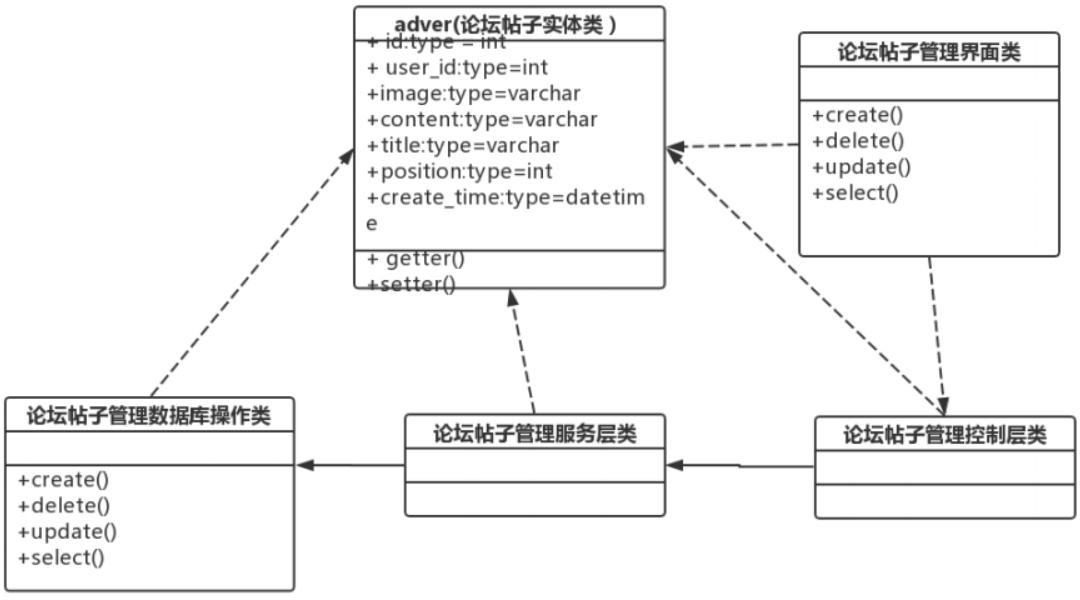 adver(论坛帖子实体类 )
+ id:type = int
+ user_id:type=int
+image:type=varchar
+content:type=varchar
+title:type=varchar
+position:type=int
+create_time:type=datetim
e
+ getter()
+setter()
论坛帖子管理界面类
+create()
+delete()
+update()
+select()
论坛帖子管理数据库操作类
+create()
+delete()
+update()
+select()
论坛帖子管理服务层类
论坛帖子管理控制层类